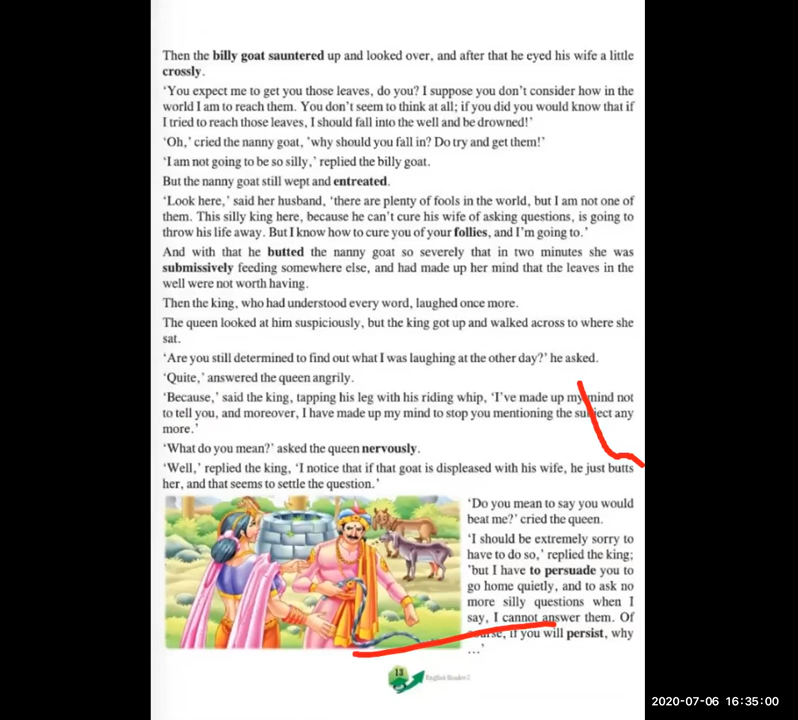 Then the billy goat sauntered up and looked over, and after that he eyed his wife a little
crossly.
‘You expect me to get you those leaves, do you? I suppose you don’t consider how in the
world I am to reach them. You don’t seem to think at all; if you did you would know that if
I tried to reach those leaves, I should fall into the well and be drowned!’
‘Oh,’ cried the nanny goat, ’why should you fall in? Do try and get them!’
‘I am not going to be so silly,’ replied the billy goat.
But the nanny goat still wept and entreated.
‘Look here,’ said her husband, ‘there are plenty of fools in the world, but I am not one of
them. This silly king here, because he can’t cure his wife of asking questions, is going to
throw his life away. But I know how to cure you of your follies, and I’m going to.’
And with that he butted the nanny goat so severely that in two minutes she was
submissively feeding somewhere else, and had made up her mind that the leaves in the
well were not worth having.
Then the king, who had understood every word, laughed once more.
The queen looked at him suspiciously, but the king got up and walked across to where she
sat.
‘Are you still determined to find out what I was laughing at the other day?’ he asked.
‘Quite,’ answered the queen angrily.
‘Because,’ said the king, tapping his leg with his riding whip, ‘I’ve made up my mind not
to tell you, and moreover, I have made up my mind to stop you mentioning the subject any
more.’
‘What do you mean?’ asked the queen nervously.
‘Well,’ replied the king, ‘I notice that if that goat is displeased with his wife, he just butts
her, and that seems to settle the question.’
‘Do you mean to say you would
beat me?’ cried the queen.
‘I should be extremely sorry to
have to do so,’ replied the king;
’but I have to persuade you to
go home quietly, and to ask no
more silly questions when I
say, I cannot answer them. Of
course, if you will persist, why
…’
13
English Reader-7
2020-07-06 16:35:00